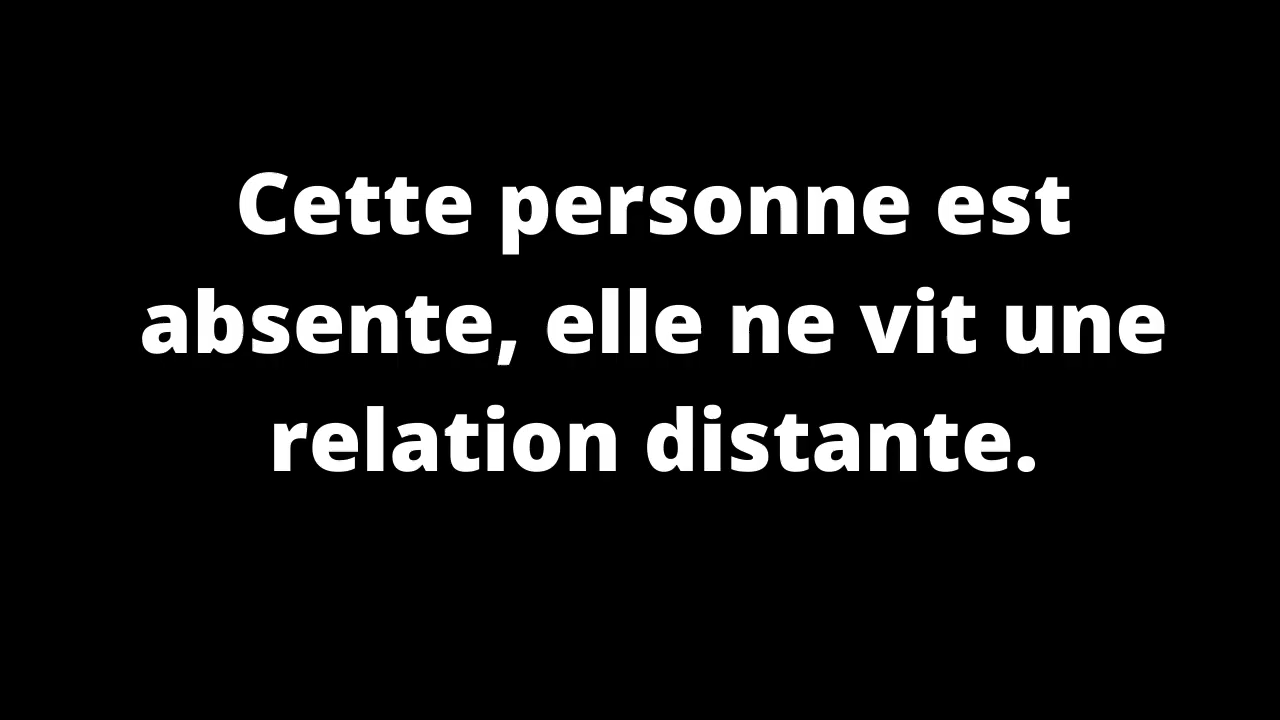 Cette personne est
absente, elle ne vit une
relation distante.